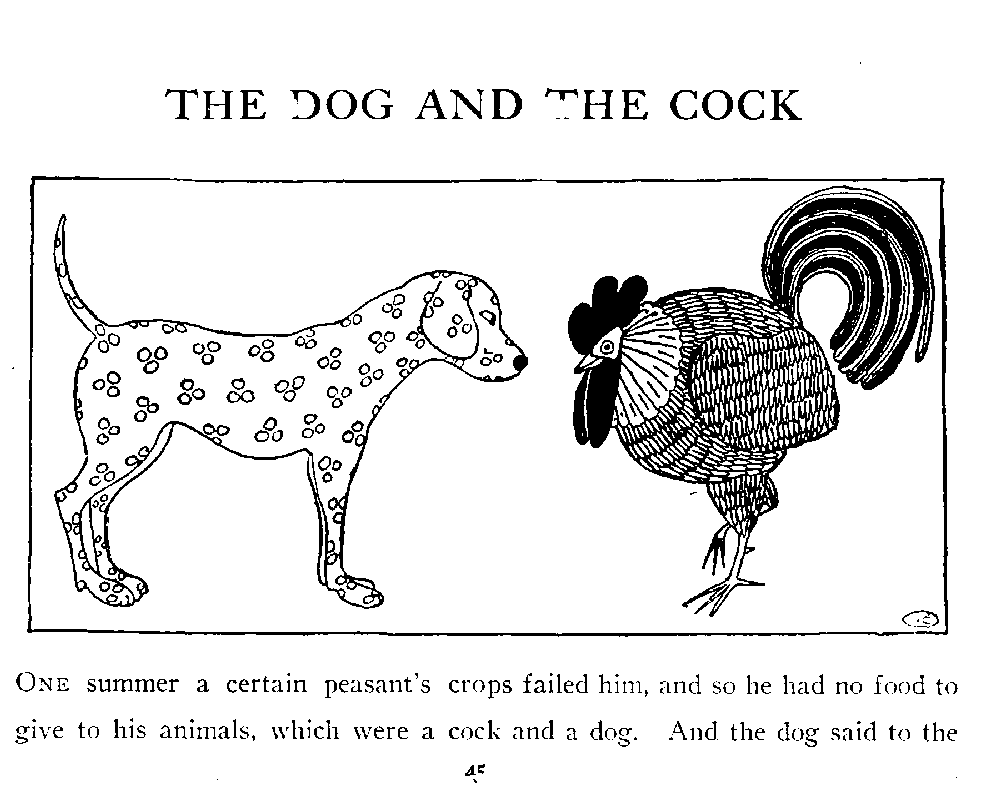 THE DOG AND THE COCK
ONE summer a certain peasant's crops failed him, and so he had no food to
give to his animals, which were a cock and a dog. And the dog said to the
45